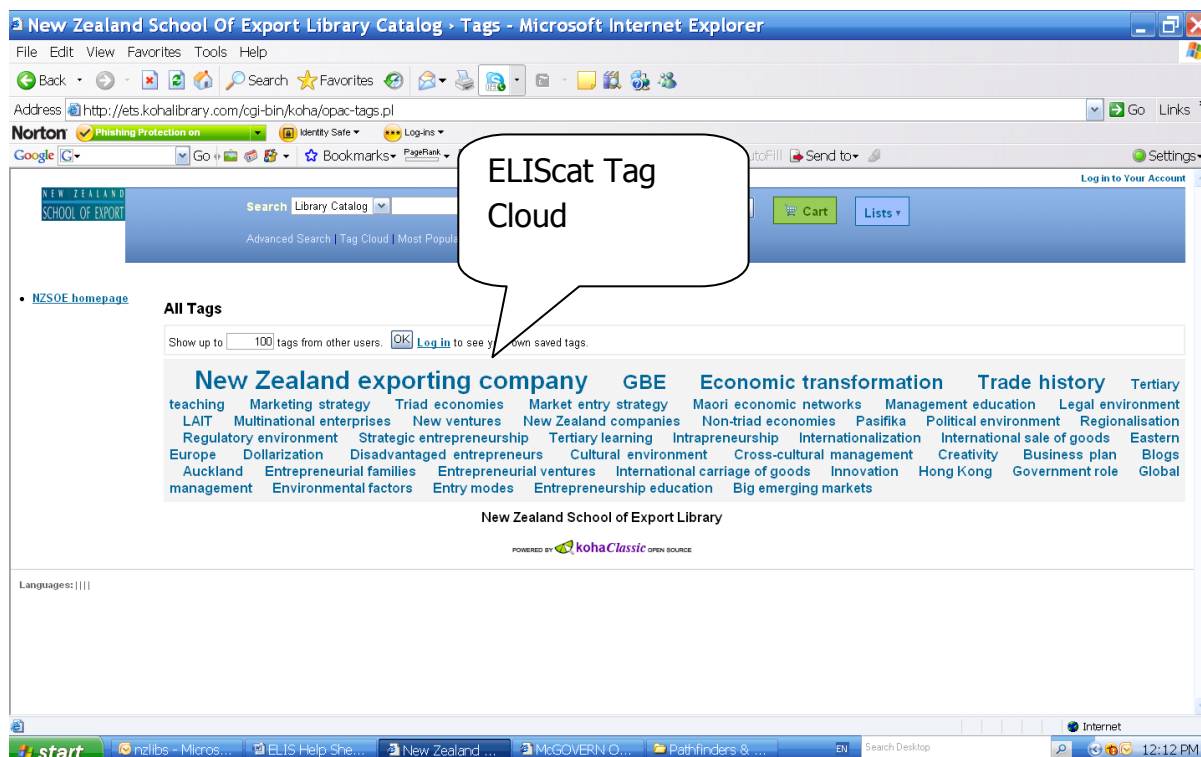 New Zealand School Of Export Library Catalog › Tags - Microsoft Internet Explorer
File Edit View Favorites Tools Help
Back Search Favorites
Address http://ets.kohalibrary.com/cgi-bin/koha/opac-tags.pl Go Links
Norton Phishing Protection on Identity Safe Log-ins
Google G Go Bookmarks PageRank Send to Settings
ELIScat Tag
Cloud
Log in to Your Account
NEW ZEALAND
SCHOOL OF EXPORT
Search Library Catalog Cart Lists
Advanced Search | Tag Cloud | Most
NZSOE homepage
All Tags
Show up to 100 tags from other users. OK Log in to see own saved tags.
New Zealand exporting company GBE Economic transformation Trade history Tertiary
teaching Marketing strategy Triad economies Market entry strategy Maori economic networks Management education Legal environment
LAIT Multinational enterprises New ventures New Zealand companies Non-triad economies Pasifika Political environment Regionalisation
Regulatory environment Strategic entrepreneurship Tertiary learning Intrapreneurship Internationalization International sale of goods Eastern
Europe Dollarization Disadvantaged entrepreneurs Cultural environment Cross-cultural management Creativity Business plan Blogs
Auckland Entrepreneurial families Entrepreneurial ventures International carriage of goods Innovation Hong Kong Government role Global
management Environmental factors Entry modes Entrepreneurship education Big emerging markets
New Zealand School of Export Library
POWERED BY kohaClassic OPEN SOURCE
Languages: | | | |
Internet
start nzlibs - Micros... ELIS Help She... New Zealand ... McGOVERN O... Pathfinders & ... EN Search Desktop 12:12 PM